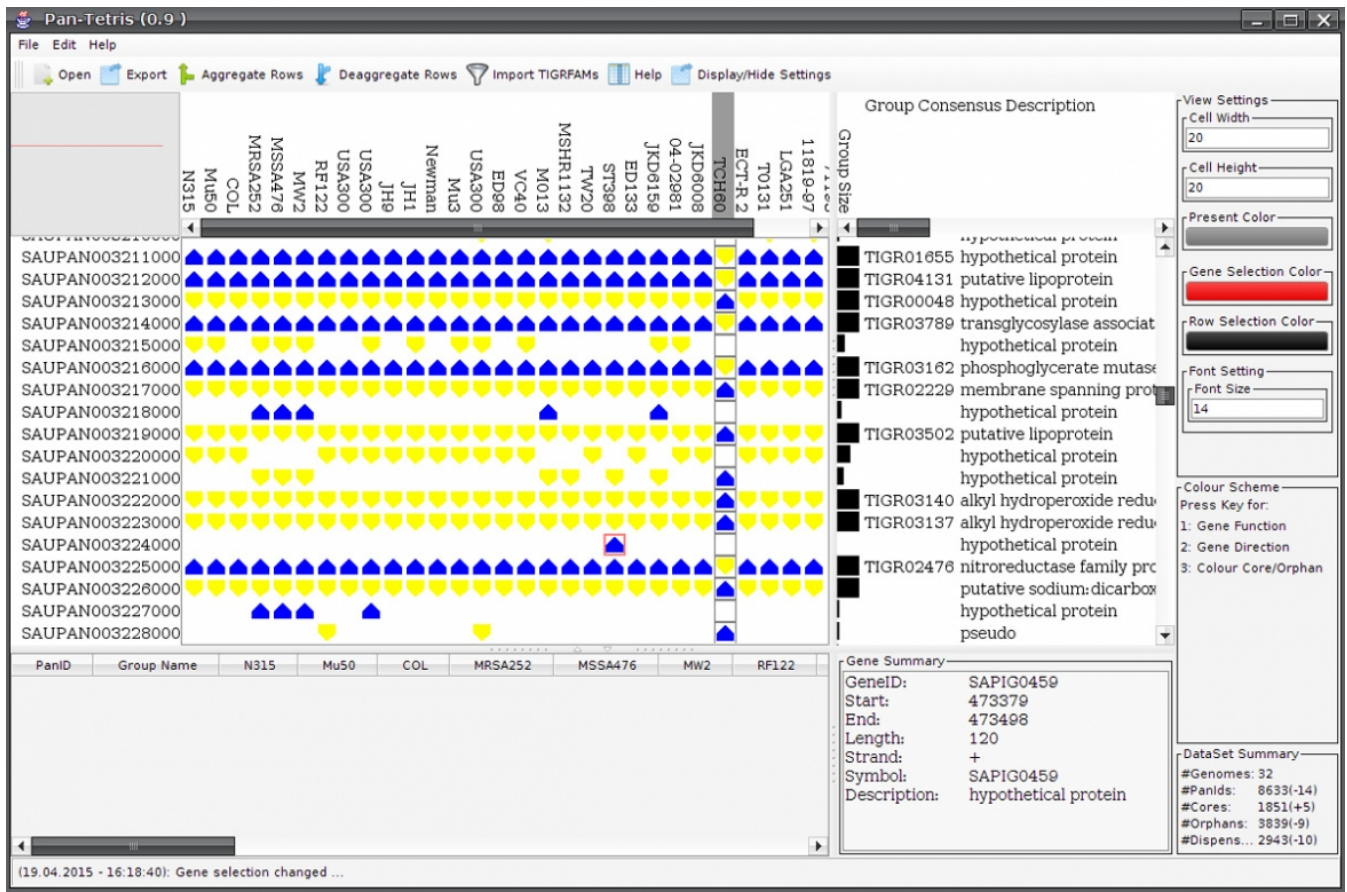 Pan-Tetris (0.9 )
File Edit Help
Open Export Aggregate Rows Deaggregate Rows Import TIGRFAMs Help Display/Hide Settings
N315
Mu50
COL
MRSA252
MSSA476
MW2
RF122
USA300
USA300
JH9
JH1
Newman
Mu3
USA300
ED98
VC40
M013
MSHR1132
TW20
ST398
ED133
JKD6159
04-02981
JKD6008
TCH60
ECT-R 2
T0131
LGA251
11819-97
Group Size
Group Consensus Description
hypothetical protein
SAUPAN003211000 TIGR01655 hypothetical protein
SAUPAN003212000 TIGR04131 putative lipoprotein
SAUPAN003213000 TIGR00048 hypothetical protein
SAUPAN003214000 TIGR03789 transglycosylase associat
SAUPAN003215000 hypothetical protein
SAUPAN003216000 TIGR03162 phosphoglycerate mutase
SAUPAN003217000 TIGR02229 membrane spanning prot
SAUPAN003218000 hypothetical protein
SAUPAN003219000 TIGR03502 putative lipoprotein
SAUPAN003220000 hypothetical protein
SAUPAN003221000 hypothetical protein
SAUPAN003222000 TIGR03140 alkyl hydroperoxide redu
SAUPAN003223000 TIGR03137 alkyl hydroperoxide redu
SAUPAN003224000 hypothetical protein
SAUPAN003225000 TIGR02476 nitroreductase family pro
SAUPAN003226000 putative sodium:dicarbox
SAUPAN003227000 hypothetical protein
SAUPAN003228000 pseudo
View Settings
Cell Width
20
Cell Height
20
Present Color
Gene Selection Color
Row Selection Color
Font Setting
Font Size
14
Colour Scheme
Press Key for:
1: Gene Function
2: Gene Direction
3: Colour Core/Orphan
PanID Group Name N315 Mu50 COL MRSA252 MSSA476 MW2 RF122
Gene Summary
GeneID: SAPIG0459
Start: 473379
End: 473498
Length: 120
Strand: +
Symbol: SAPIG0459
Description: hypothetical protein
DataSet Summary
#Genomes: 32
#PanIds: 8633(-14)
#Cores: 1851(+5)
#Orphans: 3839(-9)
#Dispens... 2943(-10)
(19.04.2015 - 16:18:40): Gene selection changed ...